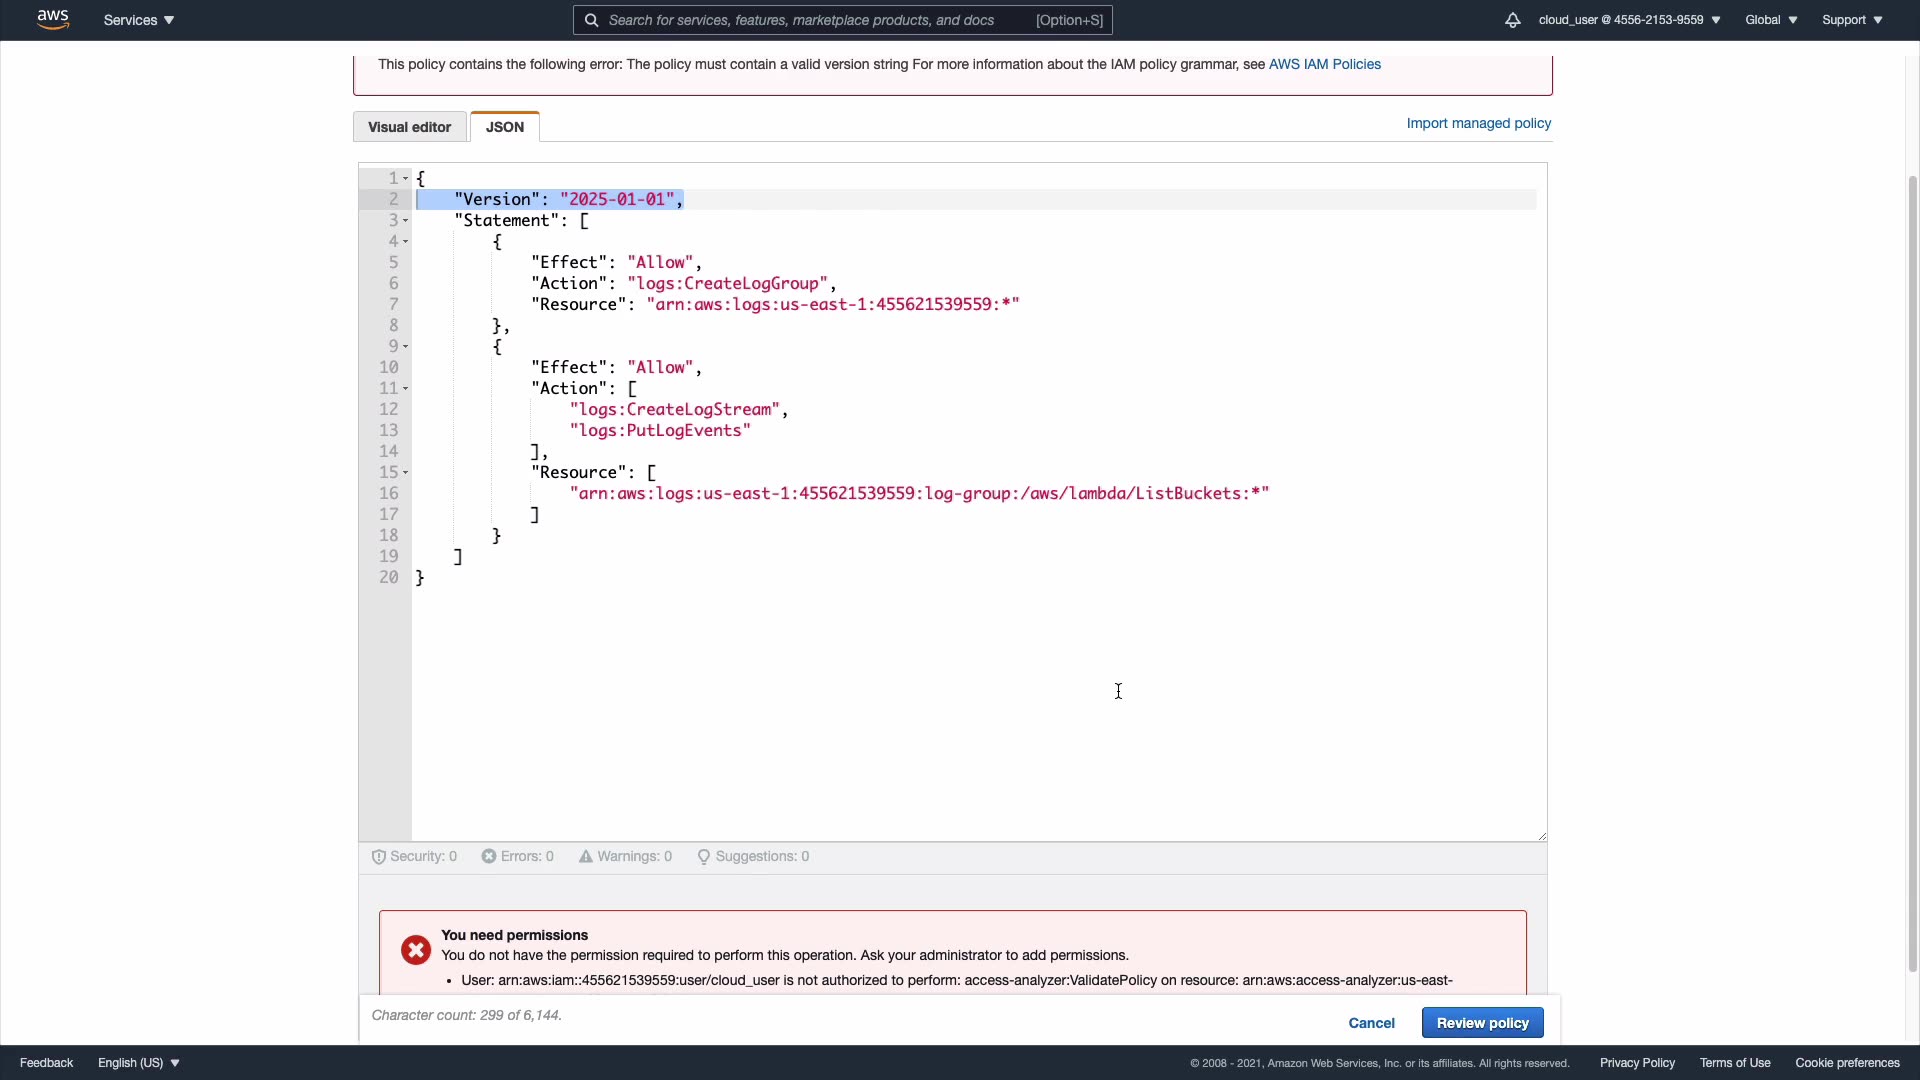 aws Services ▼ Search for services, features, marketplace products, and docs [Option+S] cloud_user @ 4556-2153-9559 ▼ Global ▼ Support ▼
This policy contains the following error: The policy must contain a valid version string For more information about the IAM policy grammar, see AWS IAM Policies
Visual editor JSON Import managed policy
1 {
2 "Version": "2025-01-01",
3 "Statement": [
4 {
5 "Effect": "Allow",
6 "Action": "logs:CreateLogGroup",
7 "Resource": "arn:aws:logs:us-east-1:455621539559:*"
8 },
9 {
10 "Effect": "Allow",
11 "Action": [
12 "logs:CreateLogStream",
13 "logs:PutLogEvents"
14 ],
15 "Resource": [
16 "arn:aws:logs:us-east-1:455621539559:log-group:/aws/lambda/ListBuckets:*"
17 ]
18 }
19 ]
20 }
Security: 0 Errors: 0 Warnings: 0 Suggestions: 0
You need permissions
You do not have the permission required to perform this operation. Ask your administrator to add permissions.
• User: arn:aws:iam::455621539559:user/cloud_user is not authorized to perform: access-analyzer:ValidatePolicy on resource: arn:aws:access-analyzer:us-east-
Character count: 299 of 6,144.
Cancel Review policy
Feedback English (US) ▼ © 2008 - 2021, Amazon Web Services, Inc. or its affiliates. All rights reserved. Privacy Policy Terms of Use Cookie preferences